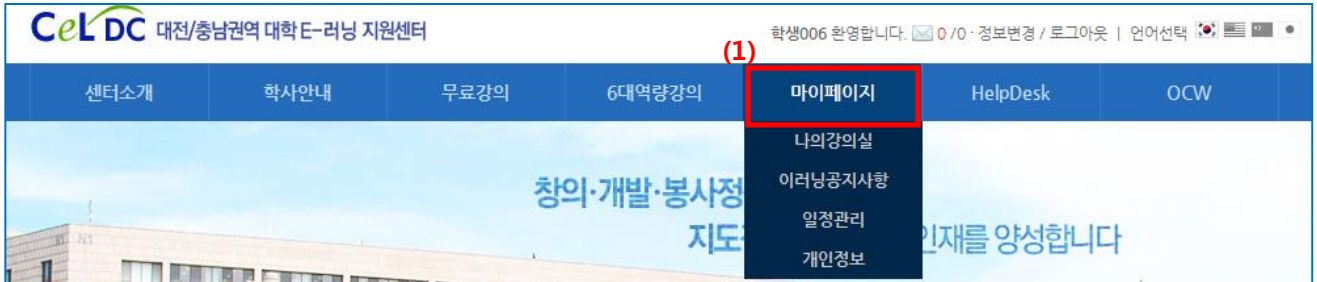 CeLDC 대전/충남권역 대학 E-러닝 지원센터
학생006 환영합니다. 0 /0 · 정보변경 / 로그아웃 | 언어선택
(1)
센터소개 학사안내 무료강의 6대역량강의 마이페이지 HelpDesk OCW
나의강의실
이러닝공지사항
일정관리
개인정보
창의·개발·봉사정
지도 인재를 양성합니다
N1